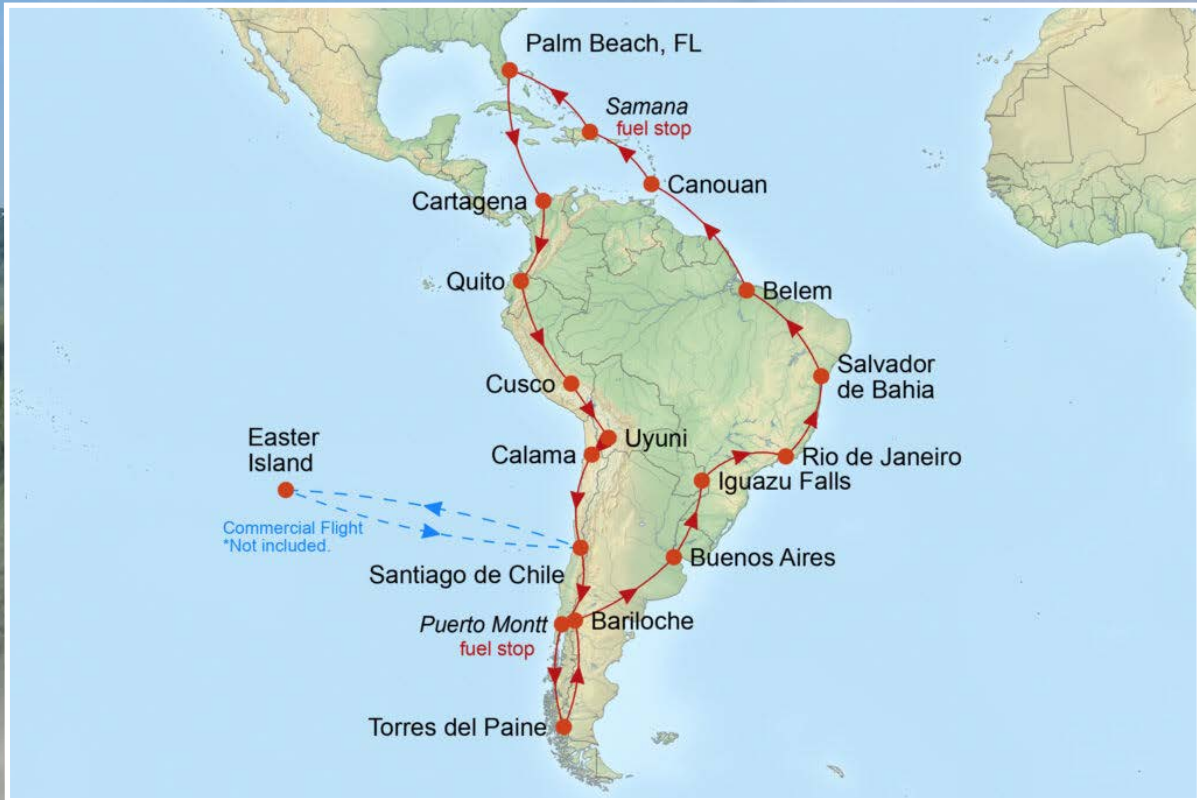 Palm Beach, FL
Samana
fuel stop
Canouan
Cartagena
Quito
Belem
Cusco
Salvador
de Bahia
Uyuni
Calama
Easter
Island
Rio de Janeiro
Iguazu Falls
Commercial Flight
*Not included.
Buenos Aires
Santiago de Chile
Puerto Montt
fuel stop
Bariloche
Torres del Paine